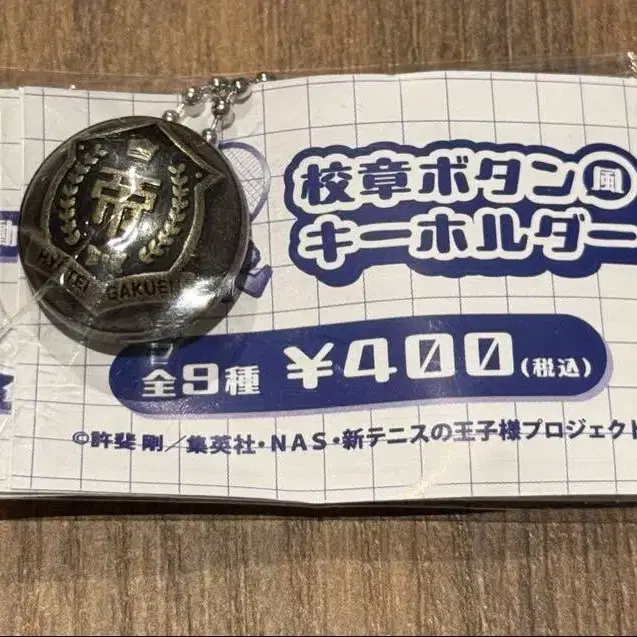 校章ボタン風
キーホルダー
全9種 ¥400(税込)
©許斐 剛/集英社・NAS・新テニスの王子様プロジェクト
HYOTEI GAKUEN